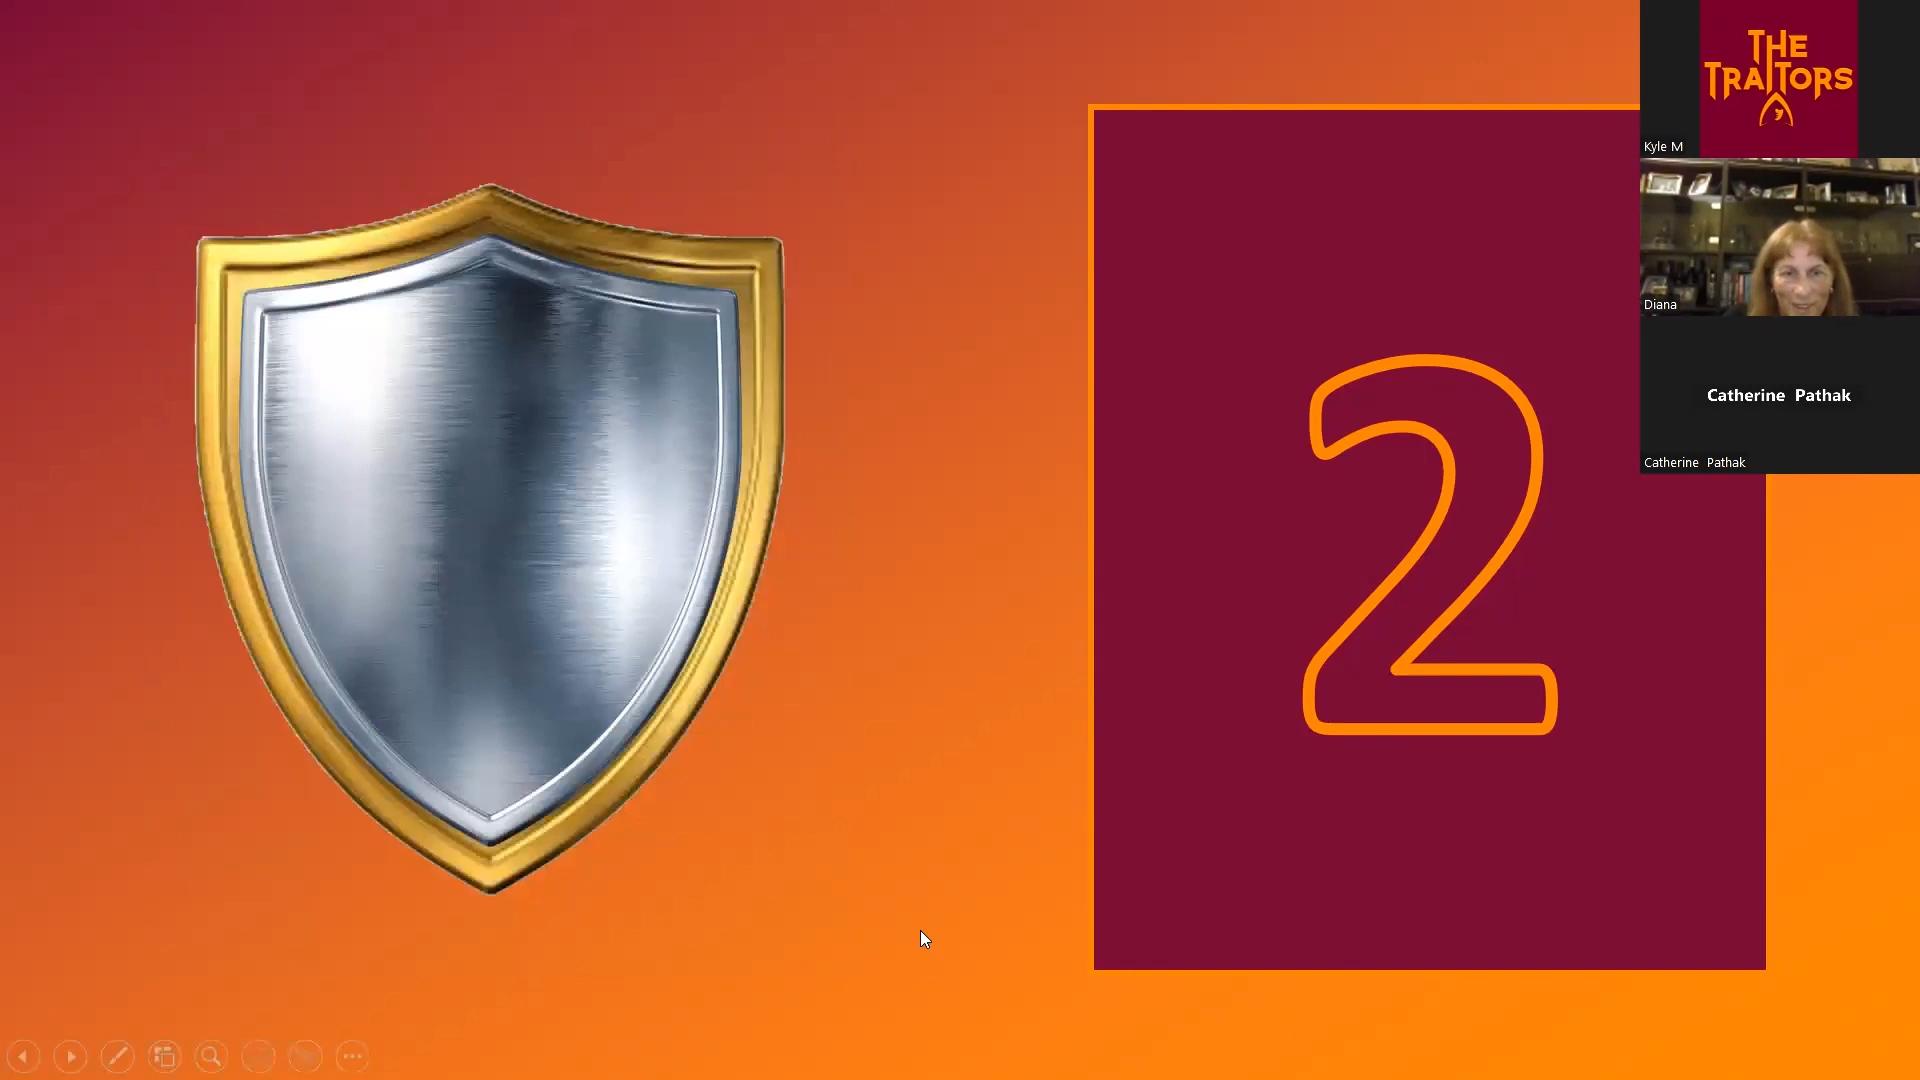 2
THE
TRAITORS
Kyle M
Diana
Catherine Pathak
Catherine Pathak